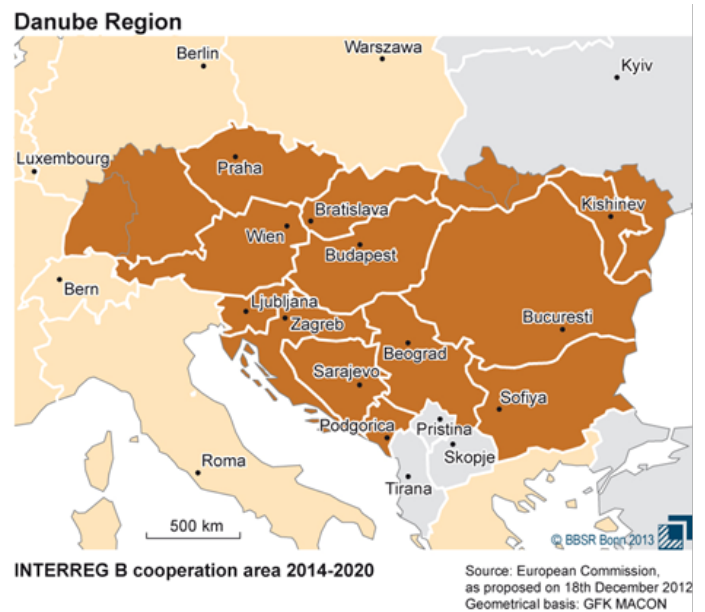 Danube Region
Berlin
Warszawa
Kyiv
Luxembourg
Praha
Kishinev
Bratislava
Wien
Budapest
Bern
Ljubljana
Zagreb
Bucuresti
Beograd
Sarajevo
Sofiya
Podgorica
Pristina
Skopje
Roma
Tirana
500 km
© BBSR Bonn 2013
INTERREG B cooperation area 2014-2020
Source: European Commission,
as proposed on 18th December 2012
Geometrical basis: GFK MACON